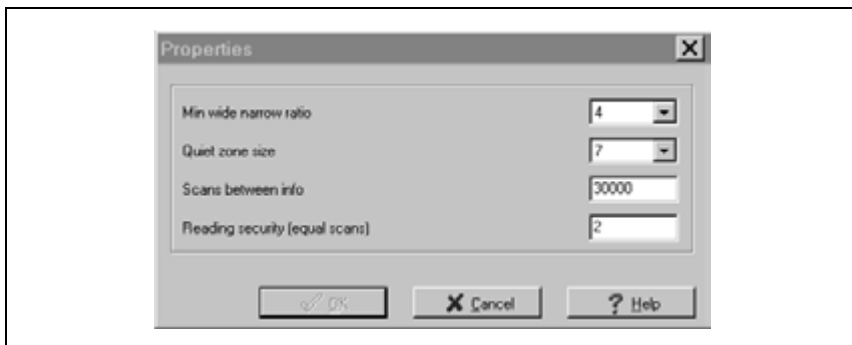 Properties
Min wide narrow ratio 4
Quiet zone size 7
Scans between info 30000
Reading security (equal scans) 2
OK Cancel ? Help